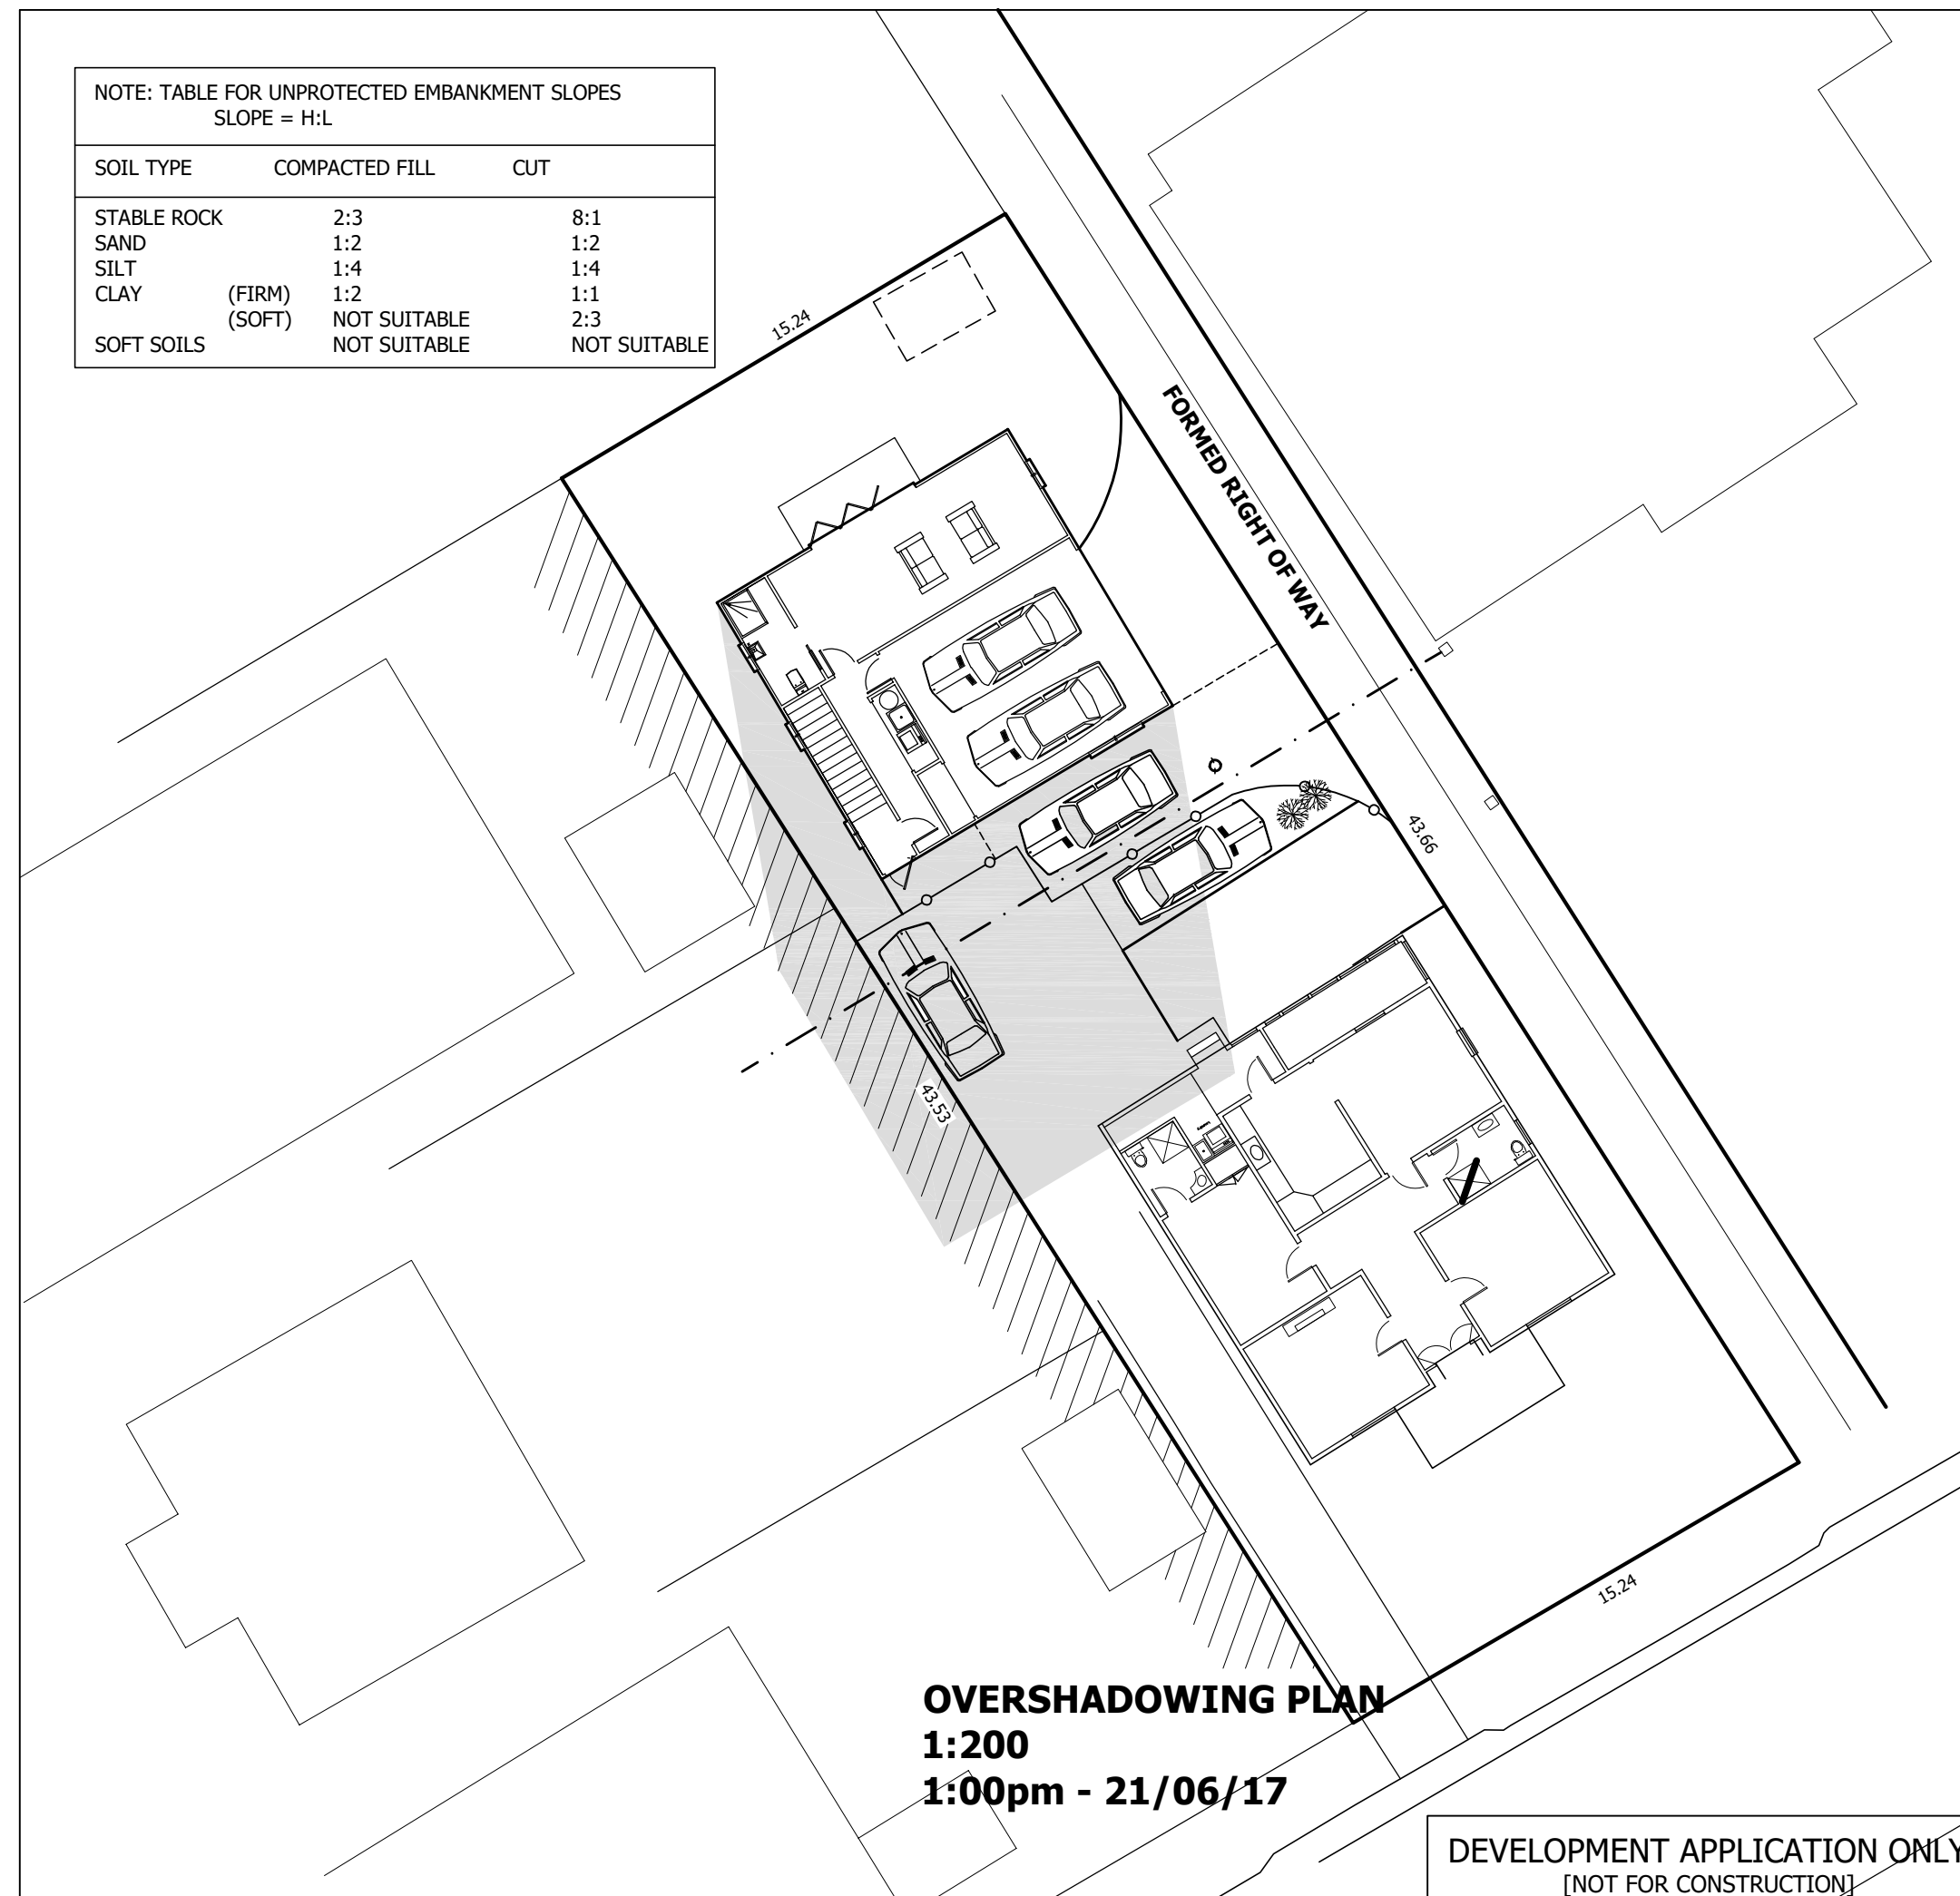 NOTE: TABLE FOR UNPROTECTED EMBANKMENT SLOPES
SLOPE = H:L
SOIL TYPE COMPACTED FILL CUT
STABLE ROCK 2:3 8:1
SAND 1:2 1:2
SILT 1:4 1:4
CLAY (FIRM) 1:2 1:1
(SOFT) NOT SUITABLE 2:3
SOFT SOILS NOT SUITABLE NOT SUITABLE
15.24
FORMED RIGHT OF WAY
43.66
43.53
15.24
OVERSHADOWING PLAN
1:200
1:00pm - 21/06/17
DEVELOPMENT APPLICATION ONLY
[NOT FOR CONSTRUCTION]